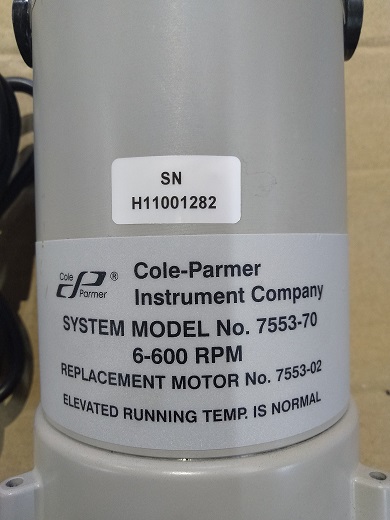 SN
H11001282
Cole
Parmer
®
Cole-Parmer
Instrument Company
SYSTEM MODEL No. 7553-70
6-600 RPM
REPLACEMENT MOTOR No. 7553-02
ELEVATED RUNNING TEMP. IS NORMAL